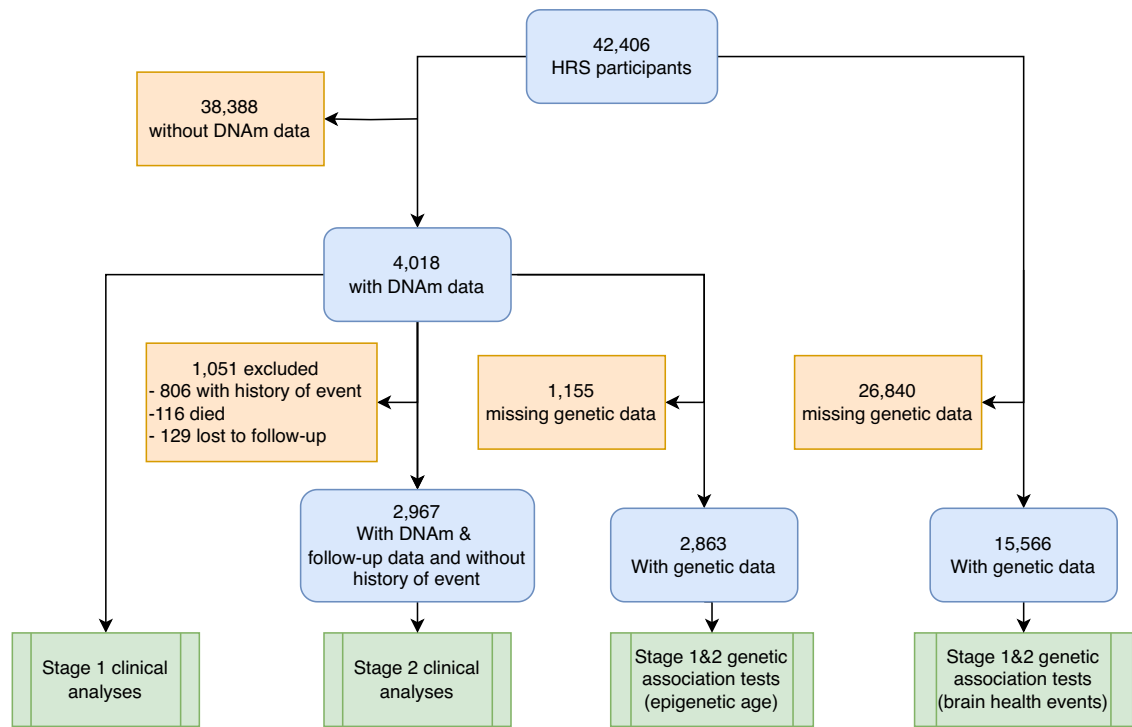 42,406
HRS participants
38,388
without DNAm data
4,018
with DNAm data
1,051 excluded
- 806 with history of event
-116 died
- 129 lost to follow-up
1,155
missing genetic data
26,840
missing genetic data
2,967
With DNAm &
follow-up data and without
history of event
2,863
With genetic data
15,566
With genetic data
Stage 1 clinical
analyses
Stage 2 clinical
analyses
Stage 1&2 genetic
association tests
(epigenetic age)
Stage 1&2 genetic
association tests
(brain health events)